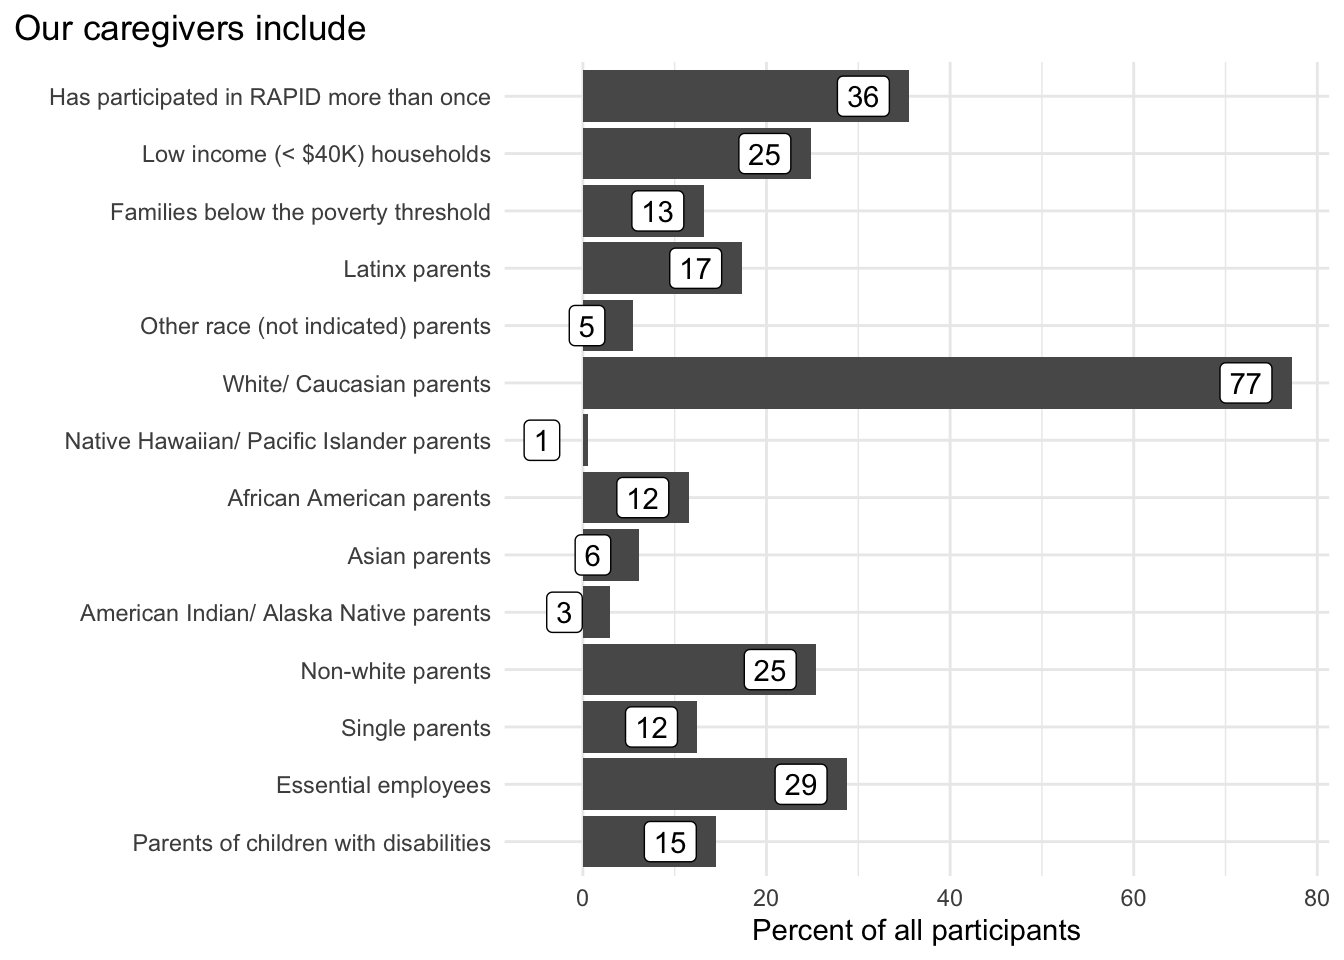 Our caregivers include
Has participated in RAPID more than once 36
Low income (< $40K) households 25
Families below the poverty threshold 13
Latinx parents 17
Other race (not indicated) parents 5
White/ Caucasian parents 77
Native Hawaiian/ Pacific Islander parents 1
African American parents 12
Asian parents 6
American Indian/ Alaska Native parents 3
Non-white parents 25
Single parents 12
Essential employees 29
Parents of children with disabilities 15
0 20 40 60 80
Percent of all participants